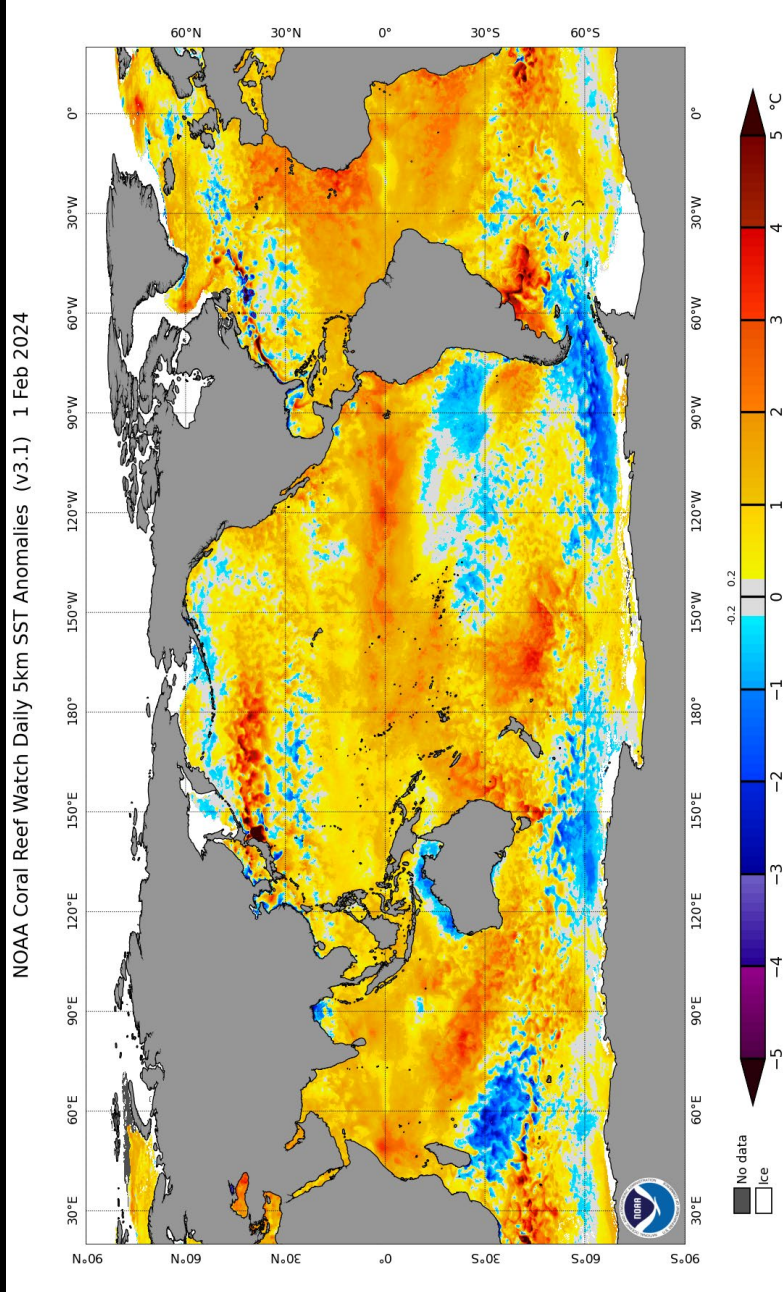 NOAA Coral Reef Watch Daily 5km SST Anomalies (v3.1) 1 Feb 2024
60°N 30°N 0° 30°S 60°S
90°N 60°N 30°N 0° 30°S 60°S 90°S
30°E 60°E 90°E 120°E 150°E 180° 150°W 120°W 90°W 60°W 30°W 0°
NOAA
No data
Ice
-0.2 0.2
−5 −4 −3 −2 −1 0 1 2 3 4 5 °C